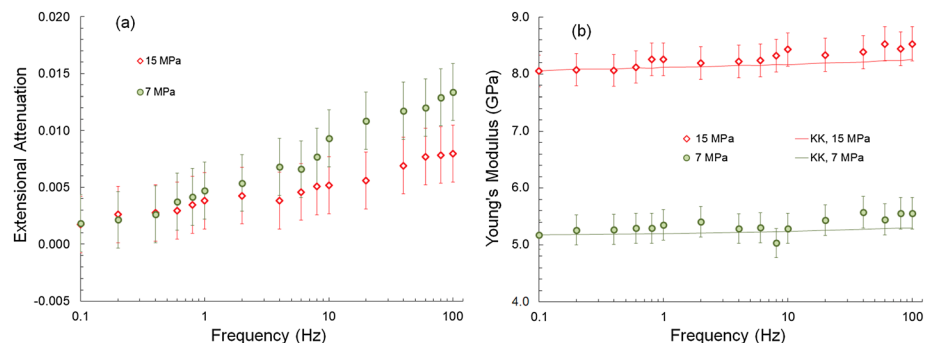 (a)
0.020
0.015
0.010
0.005
0.000
-0.005
Extensional Attenuation
15 MPa
7 MPa
0.1 1 10 100
Frequency (Hz)
(b)
9.0
8.0
7.0
6.0
5.0
4.0
Young's Modulus (GPa)
15 MPa KK, 15 MPa
7 MPa KK, 7 MPa
0.1 1 10 100
Frequency (Hz)